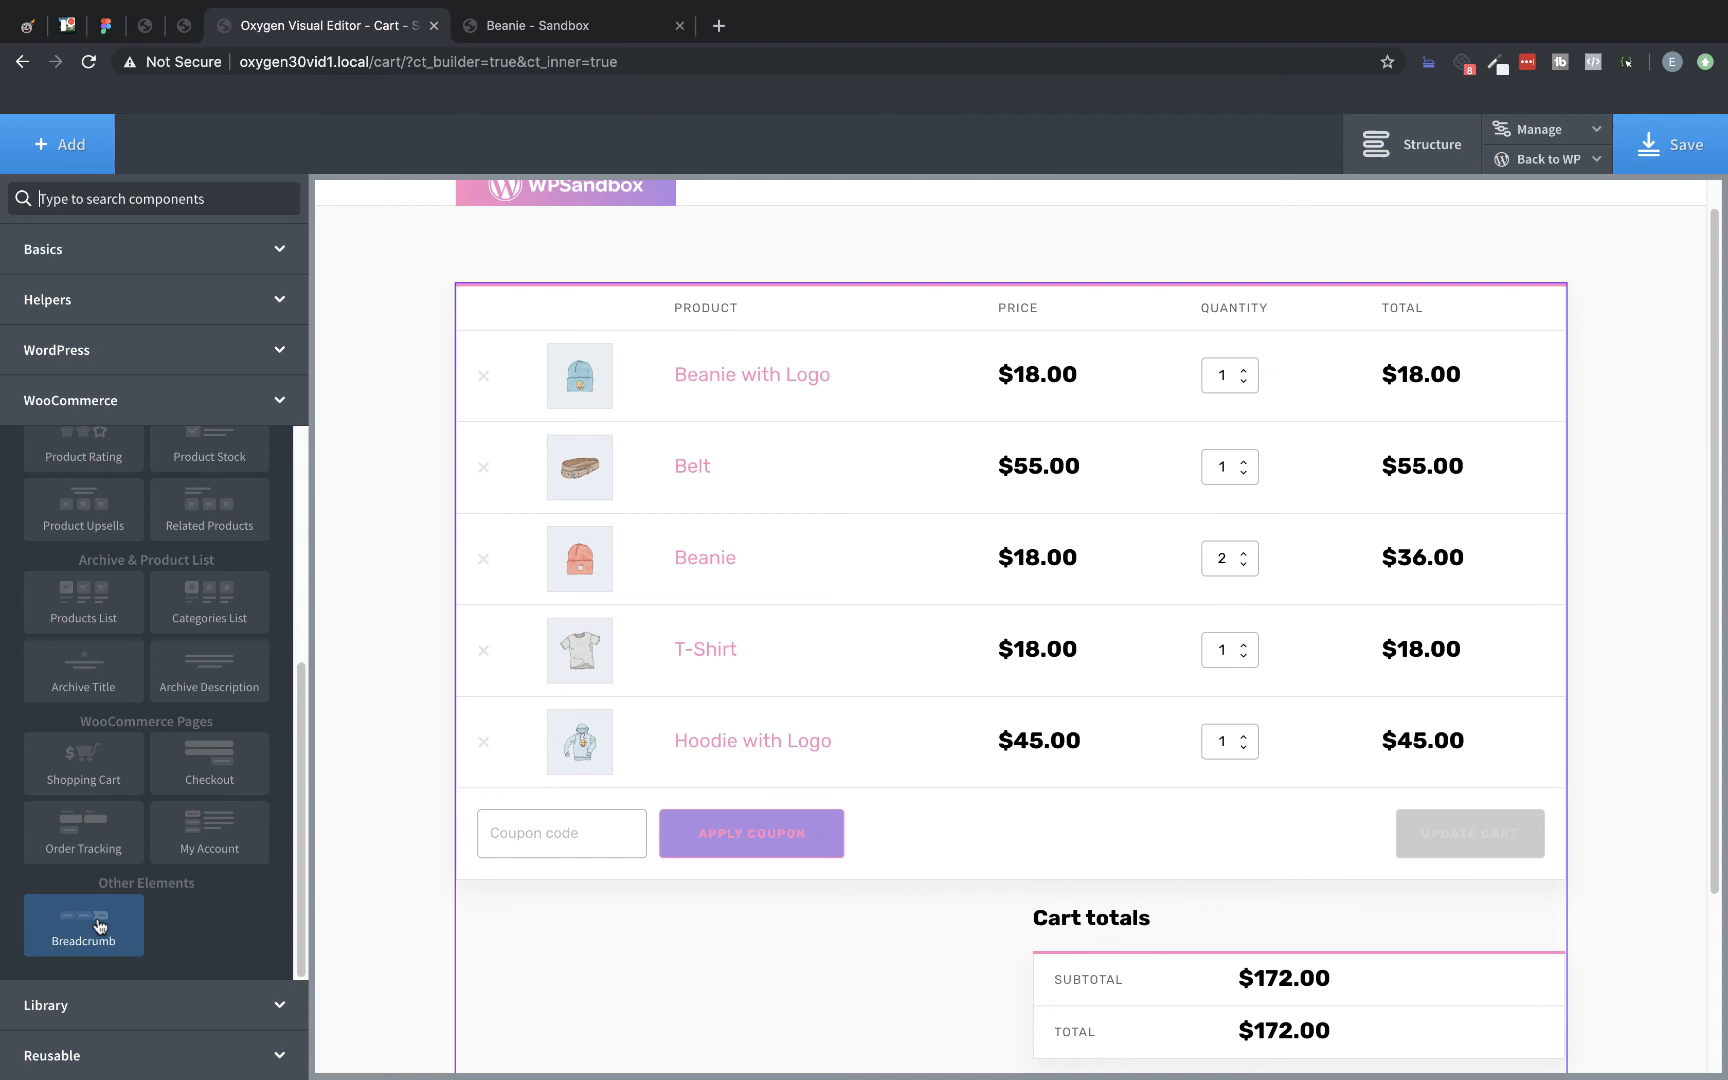 Oxygen Visual Editor - Cart - S
Beanie - Sandbox
Not Secure
oxygen30vid1.local/cart/?ct_builder=true&ct_inner=true
8
E
+ Add
Structure
Manage
Back to WP
Save
Type to search components
Basics
Helpers
WordPress
WooCommerce
Product Rating
Product Stock
Product Upsells
Related Products
Archive & Product List
Products List
Categories List
Archive Title
Archive Description
WooCommerce Pages
Shopping Cart
Checkout
Order Tracking
My Account
Other Elements
Breadcrumb
Library
Reusable
WPSandbox
PRODUCT PRICE QUANTITY TOTAL
× Beanie with Logo $18.00 1 $18.00
× Belt $55.00 1 $55.00
× Beanie $18.00 2 $36.00
× T-Shirt $18.00 1 $18.00
× Hoodie with Logo $45.00 1 $45.00
Coupon code APPLY COUPON UPDATE CART
Cart totals
SUBTOTAL $172.00
TOTAL $172.00